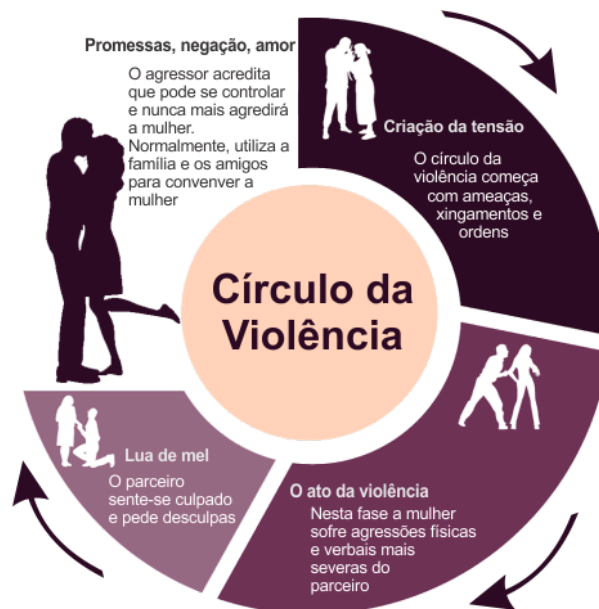 Promessas, negação, amor
O agressor acredita
que pode se controlar
e nunca mais agredirá
a mulher.
Normalmente, utiliza a
família e os amigos
para convenver a
mulher
Criação da tensão
O círculo da
violência começa
com ameaças,
xingamentos e
ordens
Círculo da
Violência
O ato da violência
Nesta fase a mulher
sofre agressões físicas
e verbais mais
severas do
parceiro
Lua de mel
O parceiro
sente-se culpado
e pede desculpas